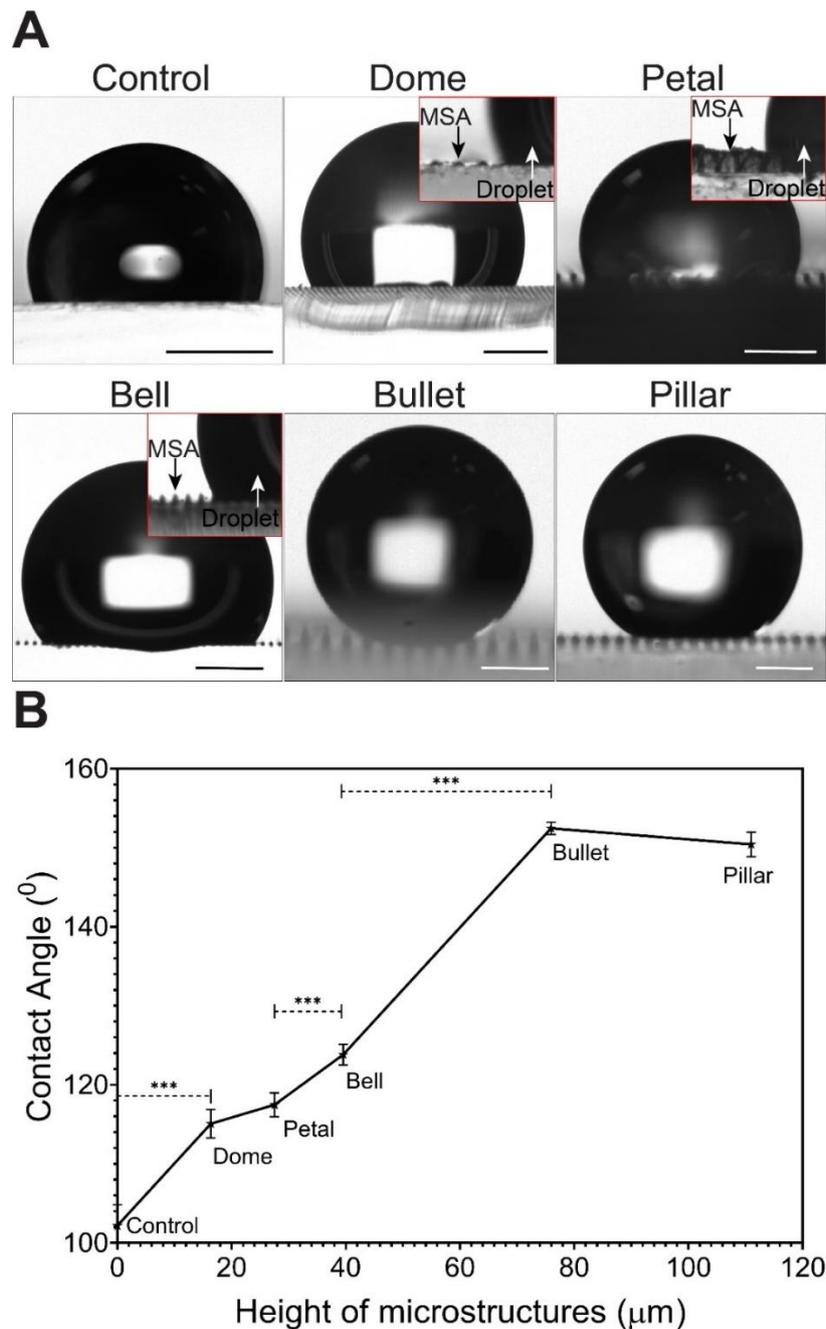 A
Control
Dome
Petal
MSA
Droplet
MSA
Droplet
Bell
Bullet
Pillar
MSA
Droplet
B
160
140
120
100
Contact Angle (⁰)
***
***
***
Control
Dome
Petal
Bell
Bullet
Pillar
0 20 40 60 80 100 120
Height of microstructures (μm)